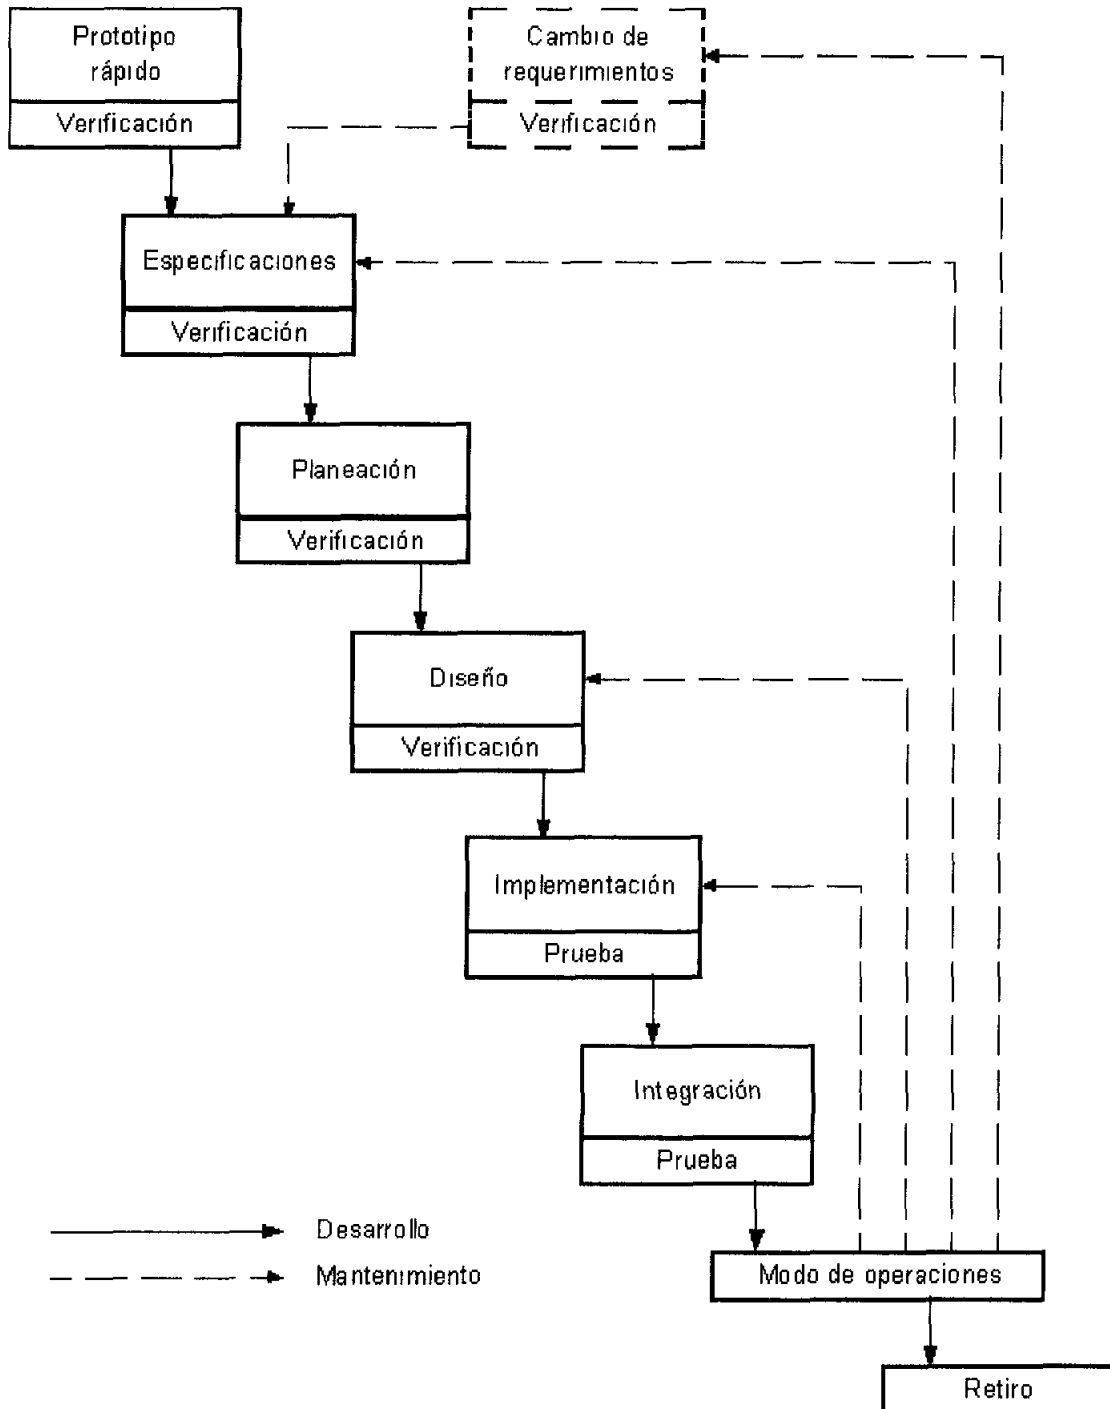 Prototipo
rápido
Verificación
Cambio de
requerimientos
Verificación
Especificaciones
Verificación
Planeación
Verificación
Diseño
Verificación
Implementación
Prueba
Integración
Prueba
Desarrollo
Mantenimiento
Modo de operaciones
Retiro